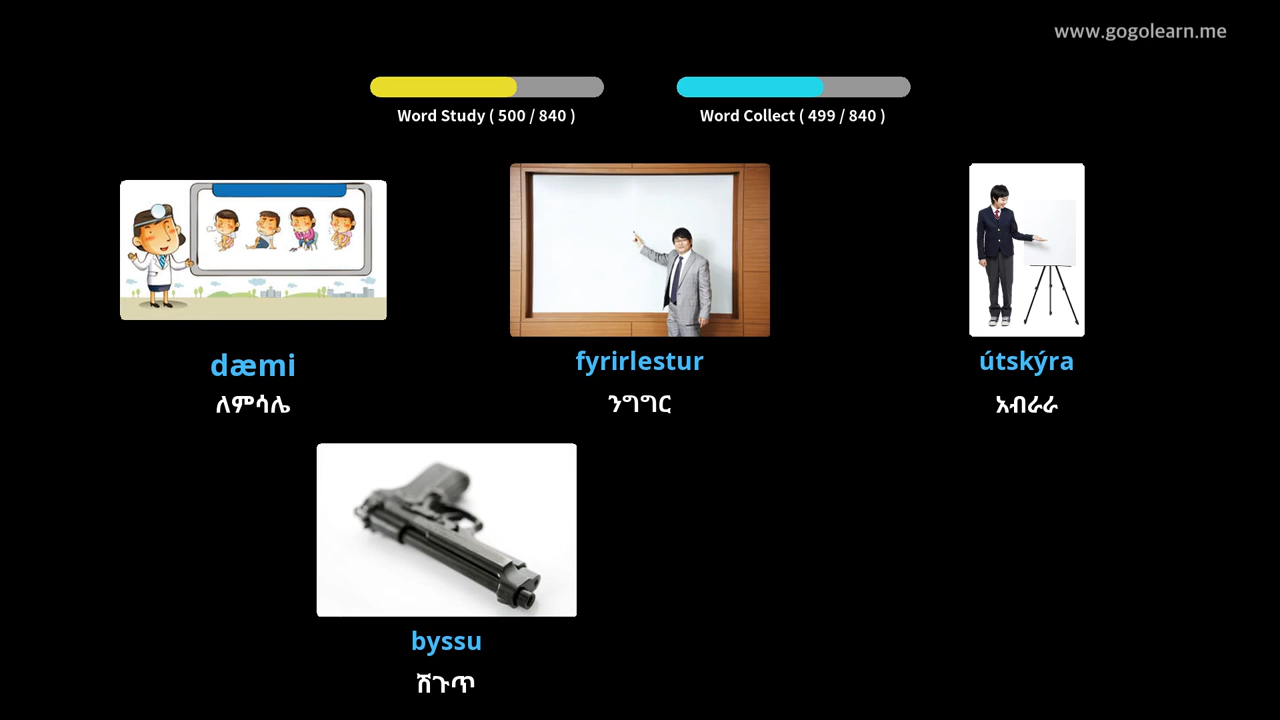 www.gogolearn.me
Word Study ( 500 / 840 )
Word Collect ( 499 / 840 )
dæmi
ለምሳሌ
fyrirlestur
ንግግር
útskýra
አብራራ
byssu
ሽጉጥ